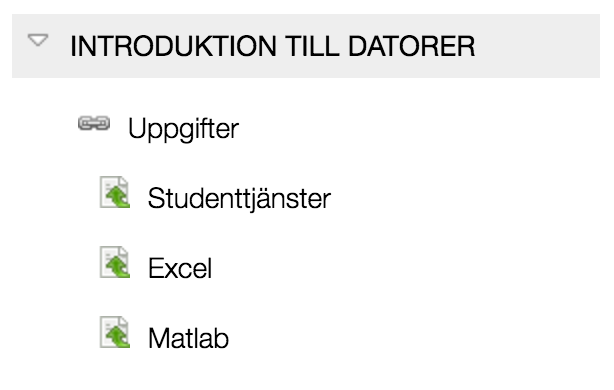 INTRODUKTION TILL DATORER
Uppgifter
Studenttjänster
Excel
Matlab